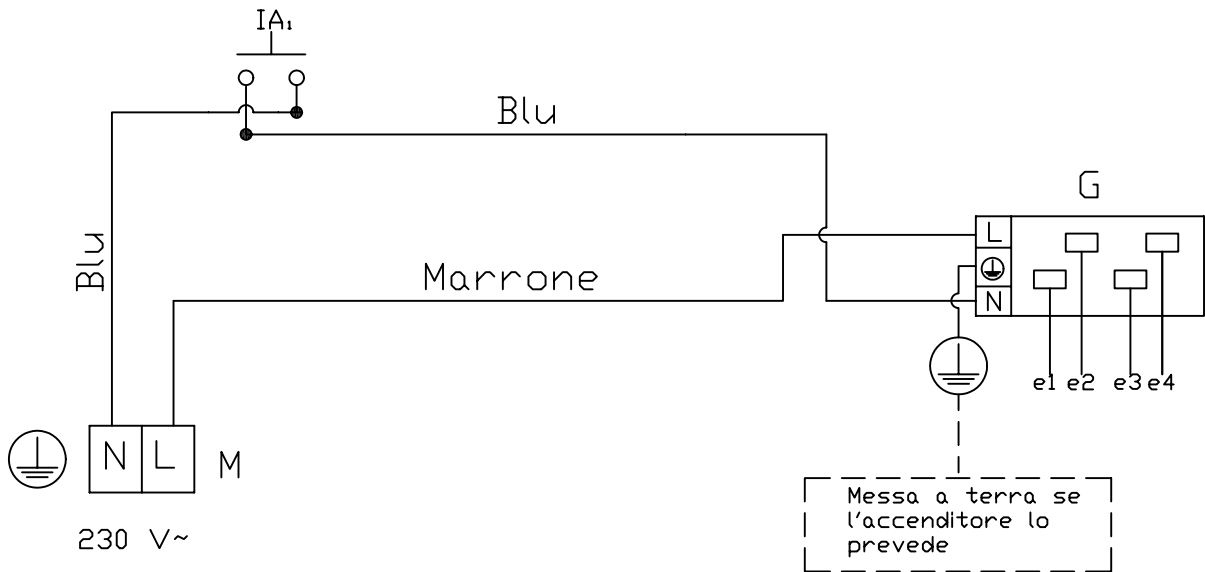 IA₁
Blu
G
Blu
L
Marrone
N
e1 e2 e3 e4
N L M
Messa a terra se
l'accenditore lo
prevede
230 V~